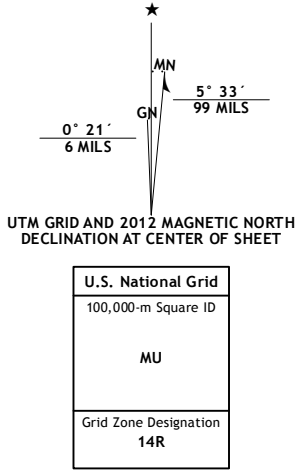 ★
MN
GN
5° 33´
99 MILS
0° 21´
6 MILS
UTM GRID AND 2012 MAGNETIC NORTH
DECLINATION AT CENTER OF SHEET
U.S. National Grid
100,000-m Square ID
MU
Grid Zone Designation
14R